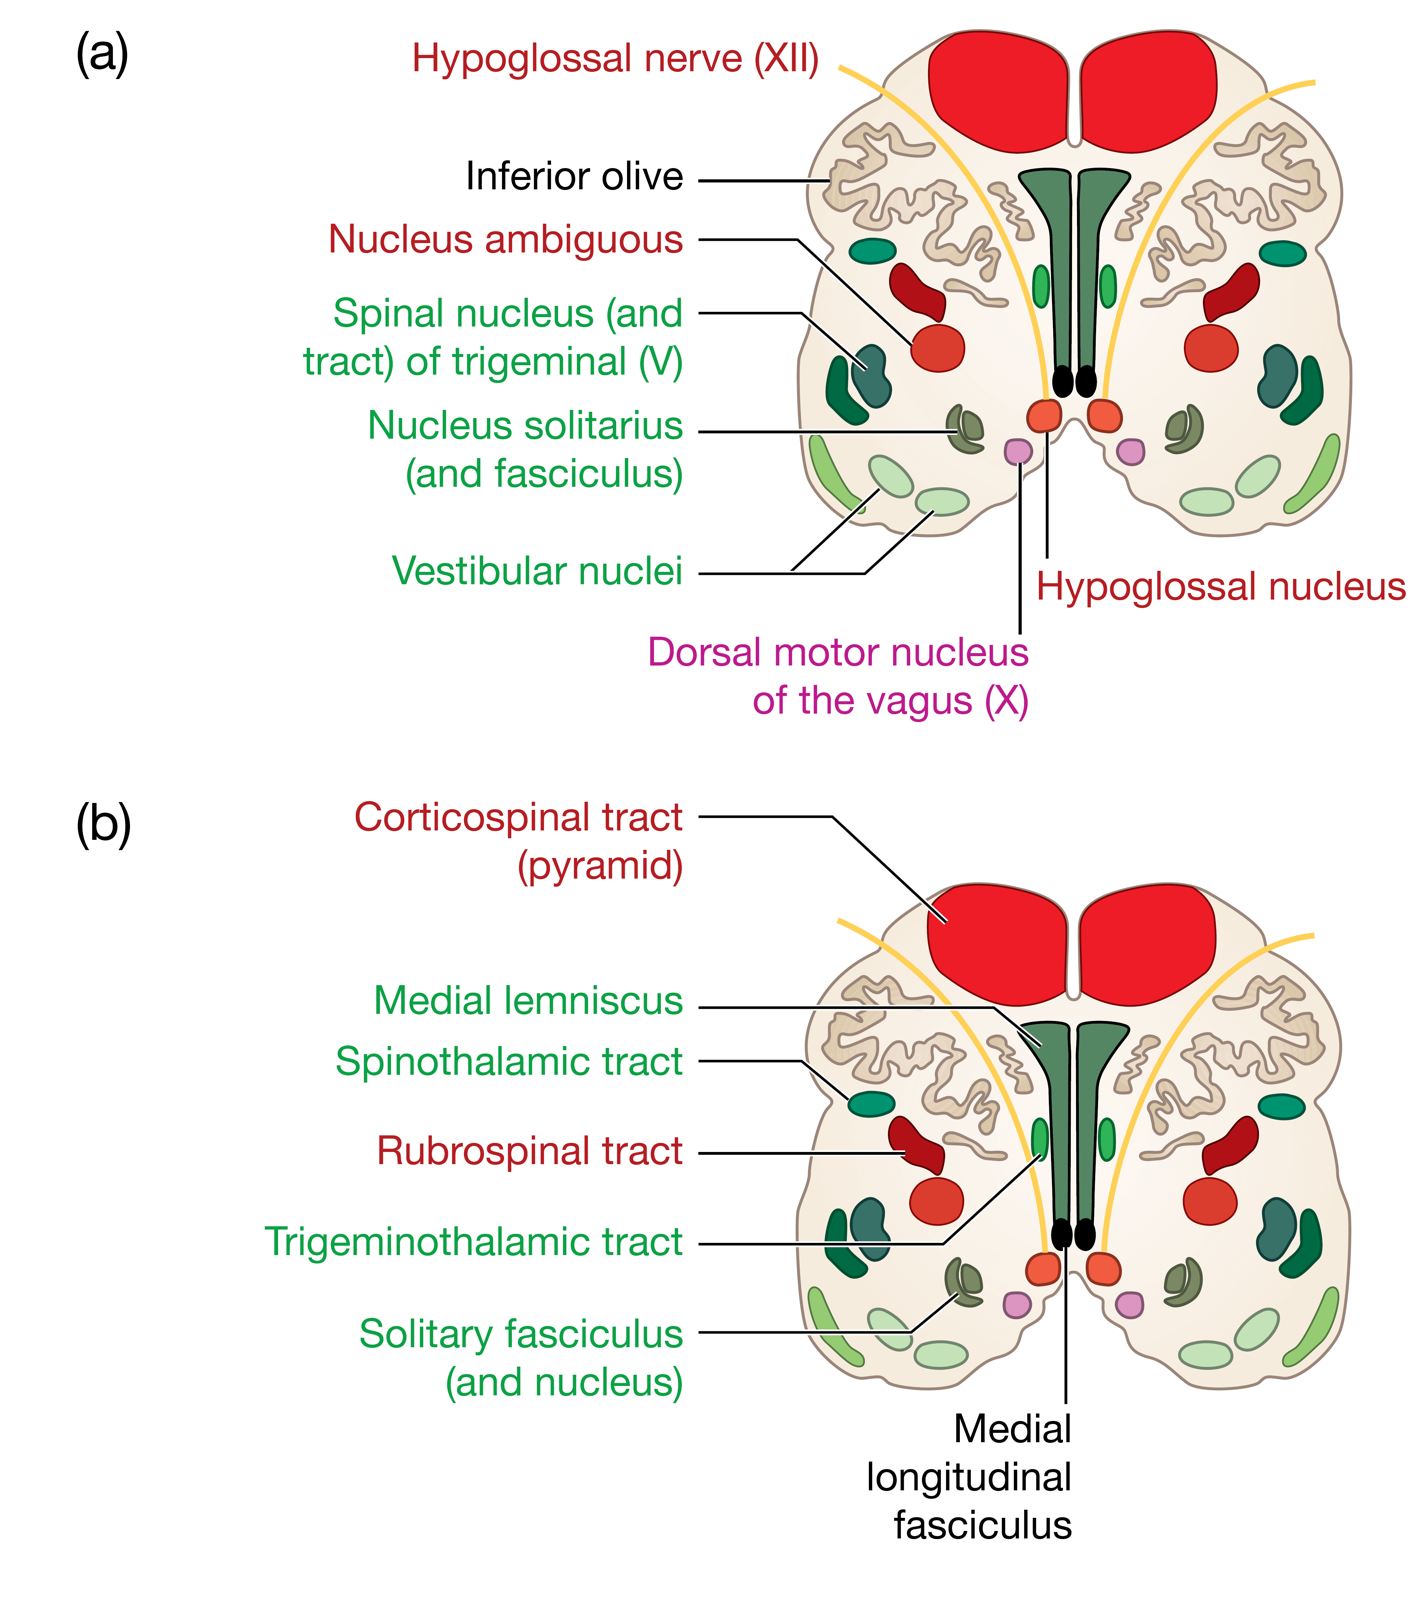 (a)
Hypoglossal nerve (XII)
Inferior olive
Nucleus ambiguous
Spinal nucleus (and
tract) of trigeminal (V)
Nucleus solitarius
(and fasciculus)
Vestibular nuclei
Hypoglossal nucleus
Dorsal motor nucleus
of the vagus (X)
(b)
Corticospinal tract
(pyramid)
Medial lemniscus
Spinothalamic tract
Rubrospinal tract
Trigeminothalamic tract
Solitary fasciculus
(and nucleus)
Medial
longitudinal
fasciculus